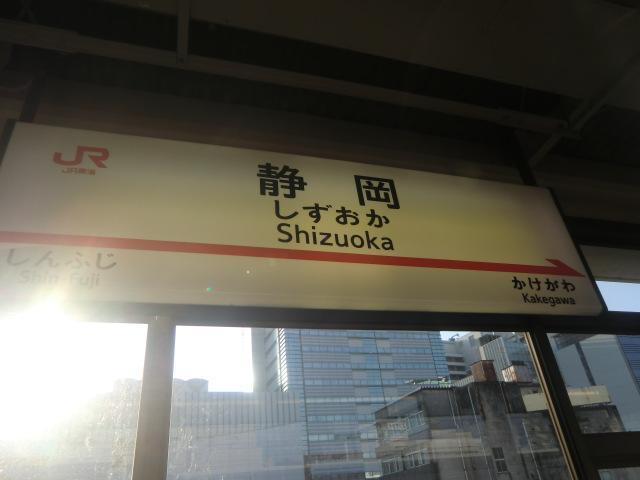 JR
JR東海
静岡
しずおか
Shizuoka
しんふじ
Shin Fuji
かけがわ
Kakegawa